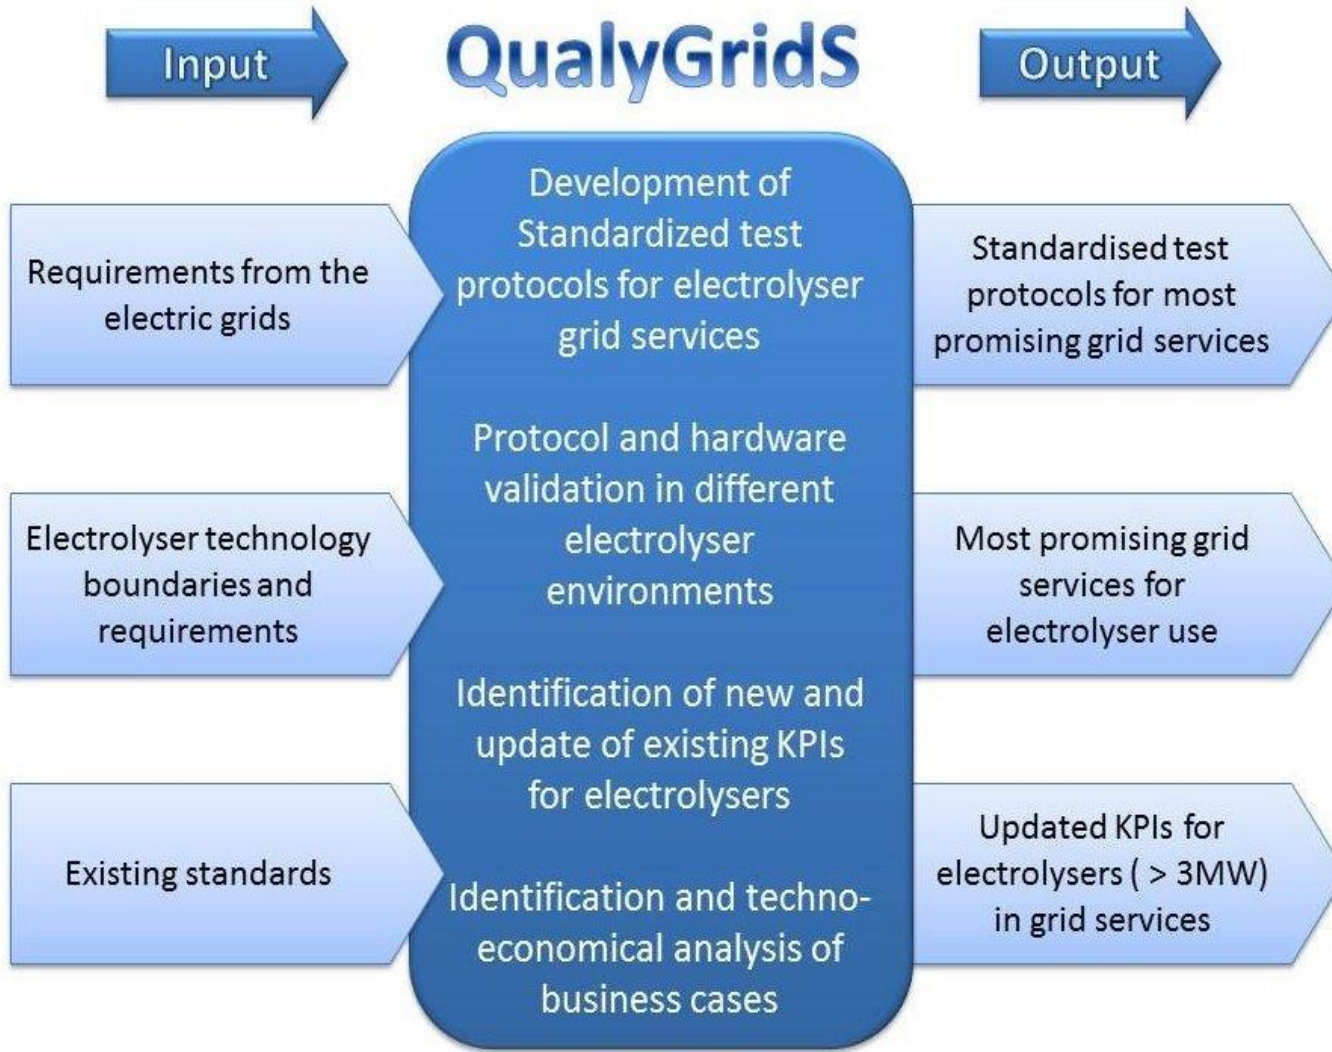 Input
QualyGridS
Output
Requirements from the
electric grids
Electrolyser technology
boundaries and
requirements
Existing standards
Development of
Standardized test
protocols for electrolyser
grid services
Protocol and hardware
validation in different
electrolyser
environments
Identification of new and
update of existing KPIs
for electrolysers
Identification and techno-
economical analysis of
business cases
Standardised test
protocols for most
promising grid services
Most promising grid
services for
electrolyser use
Updated KPIs for
electrolysers ( > 3MW)
in grid services